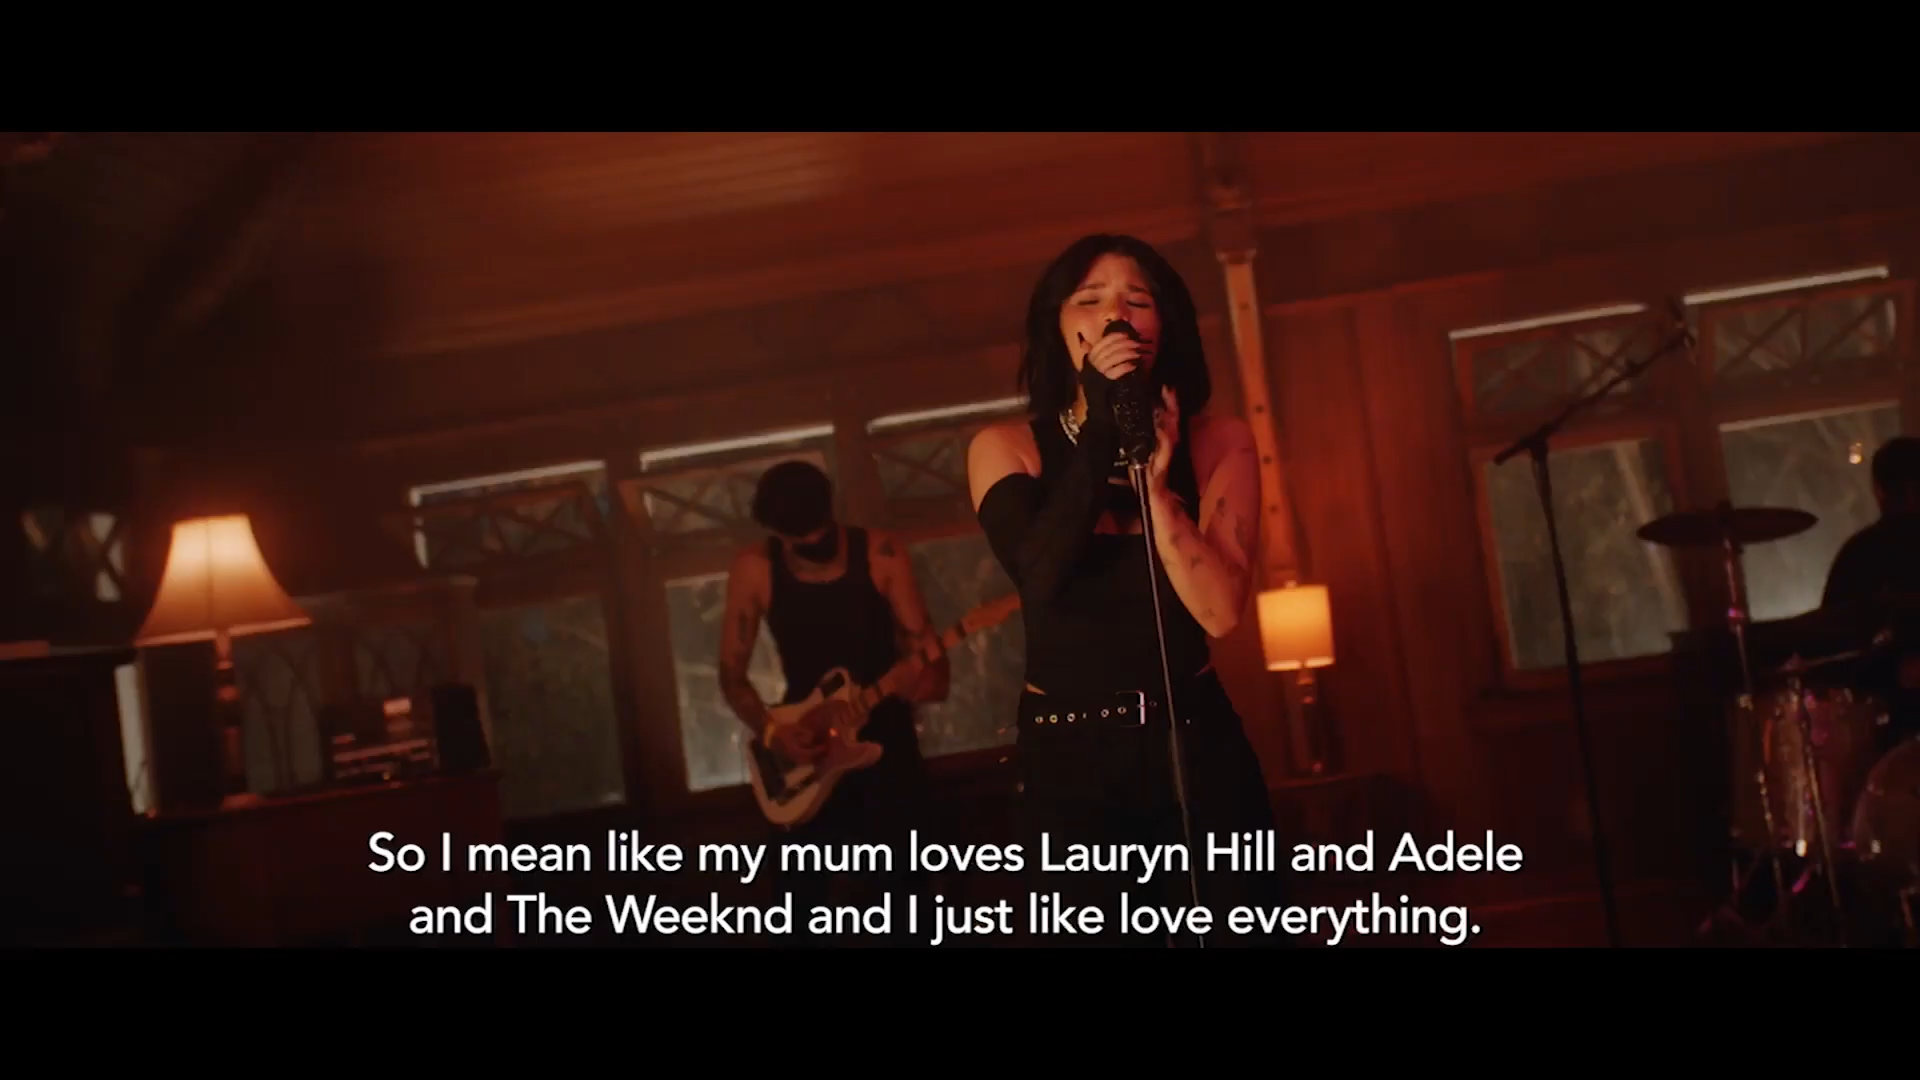 So I mean like my mum loves Lauryn Hill and Adele
and The Weeknd and I just like love everything.